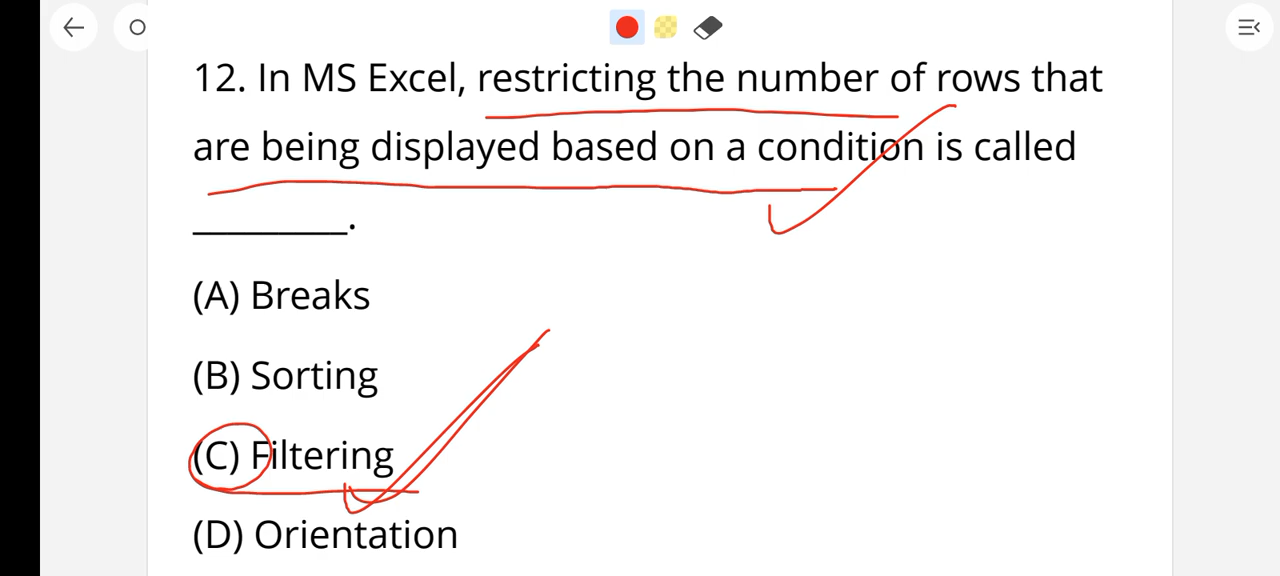 12. In MS Excel, restricting the number of rows that
are being displayed based on a condition is called
_______.
(A) Breaks
(B) Sorting
(C) Filtering
(D) Orientation